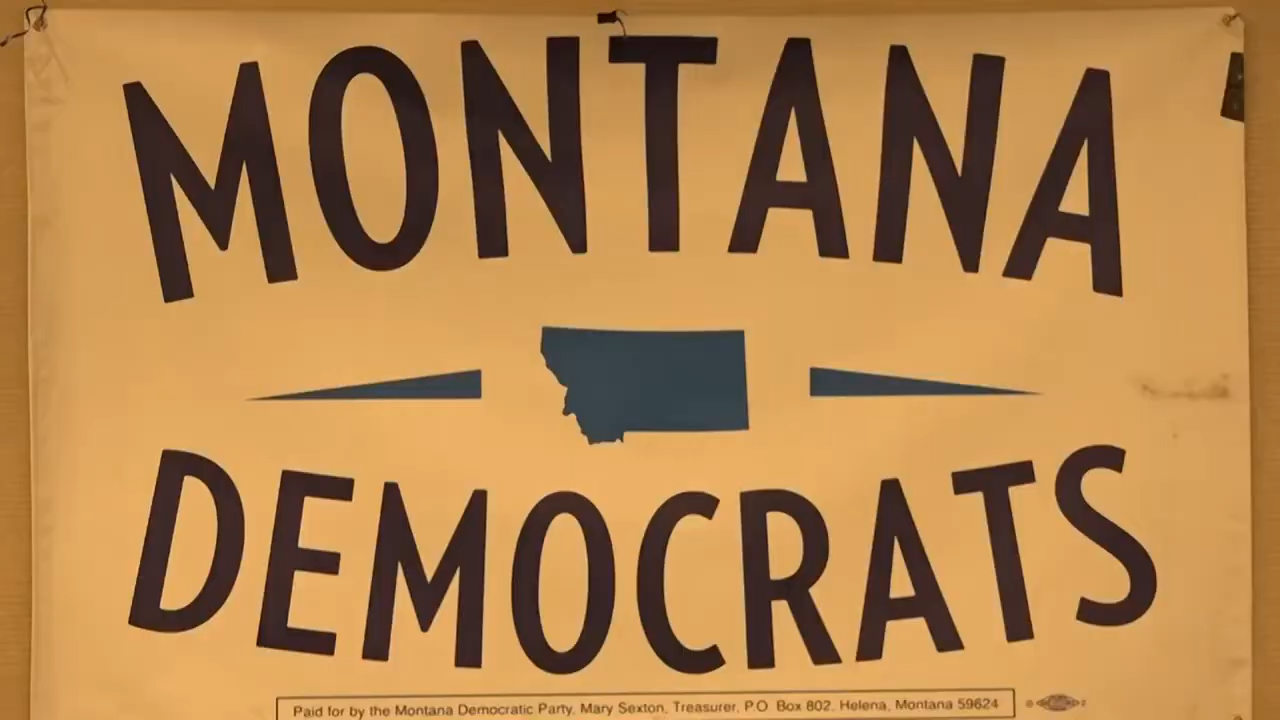 MONTANA
DEMOCRATS
Paid for by the Montana Democratic Party, Mary Sexton, Treasurer, P.O Box 802, Helena, Montana 59624